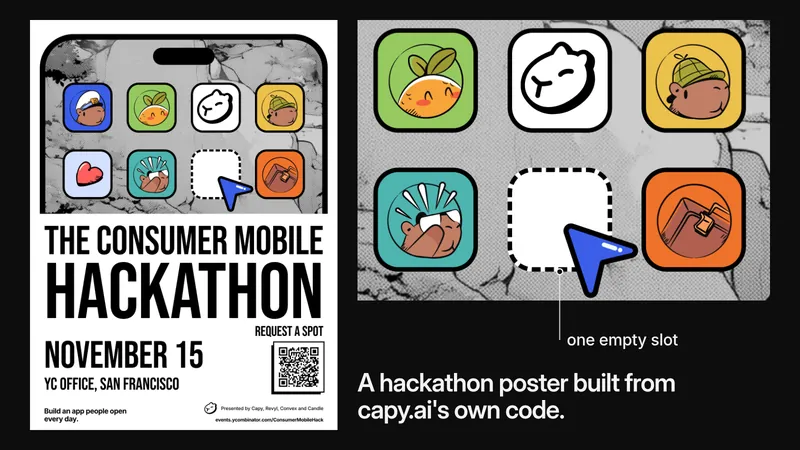 THE CONSUMER MOBILE
HACKATHON
REQUEST A SPOT
NOVEMBER 15
YC OFFICE, SAN FRANCISCO
Build an app people open
every day.
Presented by Capy, Revyl, Convex and Candle
events.ycombinator.com/ConsumerMobileHack
one empty slot
A hackathon poster built from
capy.ai's own code.